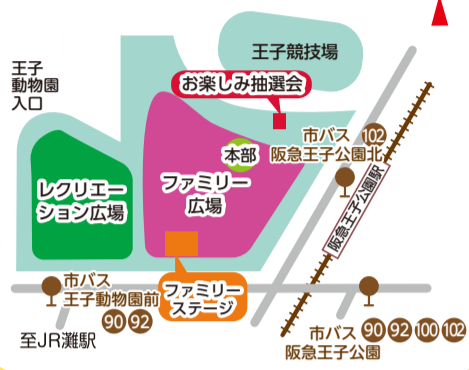 王子競技場
王子
動物園
入口
お楽しみ抽選会
市バス 102
阪急王子公園北
本部
レクリエー
ション広場
ファミリー
広場
阪急王子公園駅
市バス
王子動物園前
90 92
ファミリー
ステージ
至JR灘駅
市バス 90 92 100 102
阪急王子公園